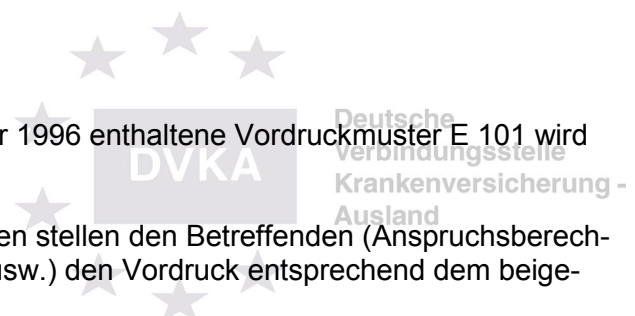 r 1996 enthaltene Vordruckmuster E 101 wird
DVKA
Deutsche
Verbindungsstelle
Krankenversicherung -
Ausland
en stellen den Betreffenden (Anspruchsberech-
usw.) den Vordruck entsprechend dem beige-